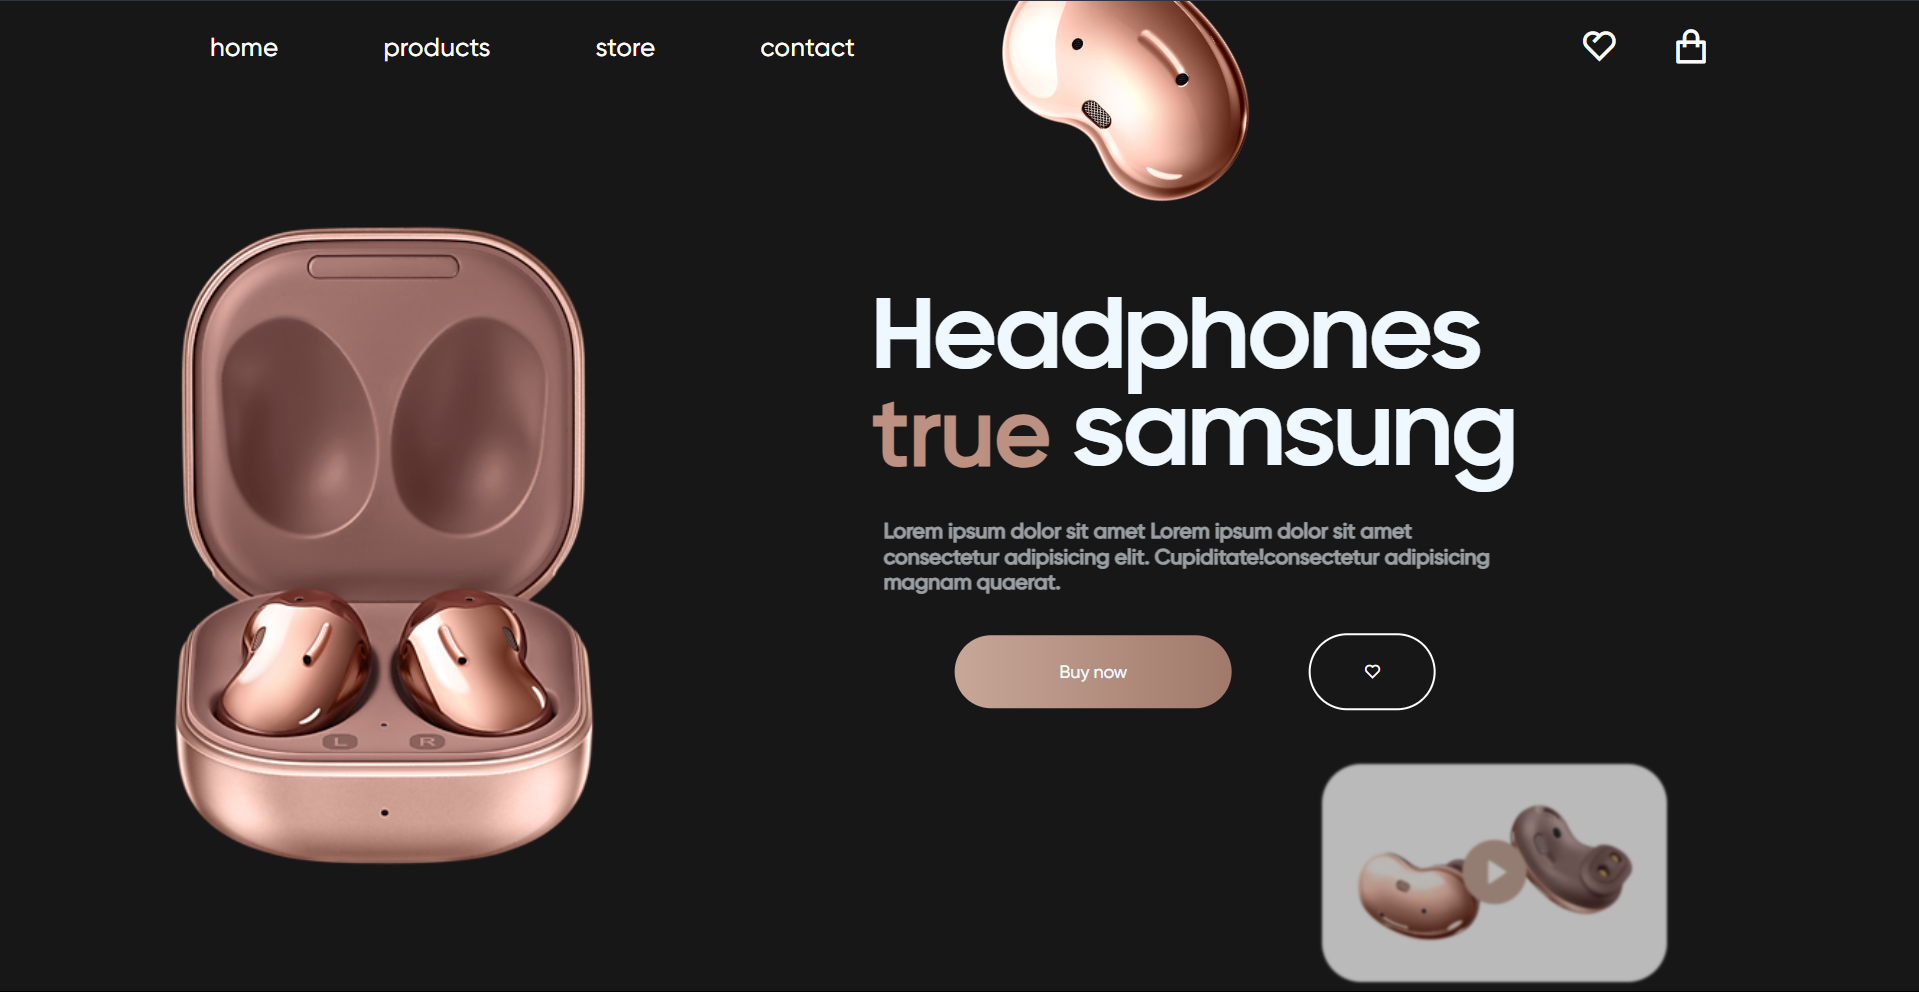 home products store contact
Headphones
true samsung
Lorem ipsum dolor sit amet Lorem ipsum dolor sit amet
consectetur adipisicing elit. Cupiditate!consectetur adipisicing
magnam quaerat.
Buy now
L R